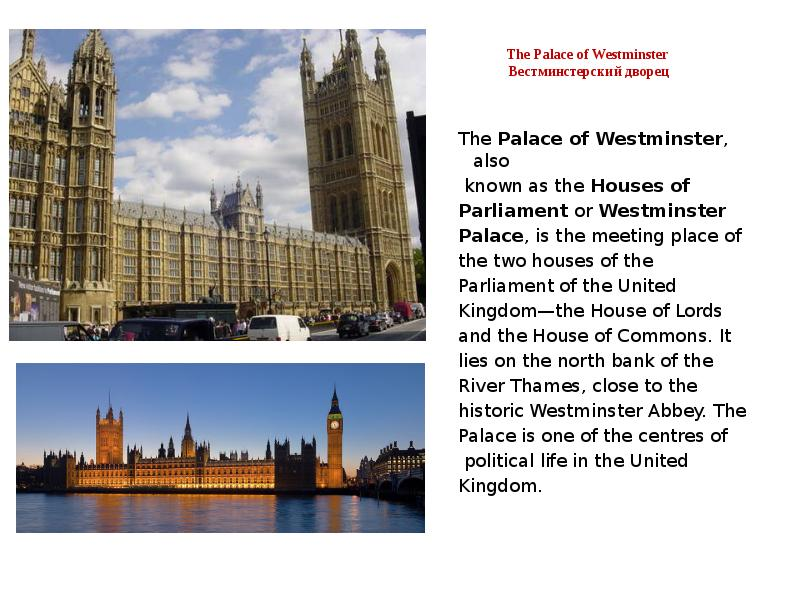 The Palace of Westminster
Вестминстерский дворец
The Palace of Westminster,
also
known as the Houses of
Parliament or Westminster
Palace, is the meeting place of
the two houses of the
Parliament of the United
Kingdom—the House of Lords
and the House of Commons. It
lies on the north bank of the
River Thames, close to the
historic Westminster Abbey. The
Palace is one of the centres of
political life in the United
Kingdom.